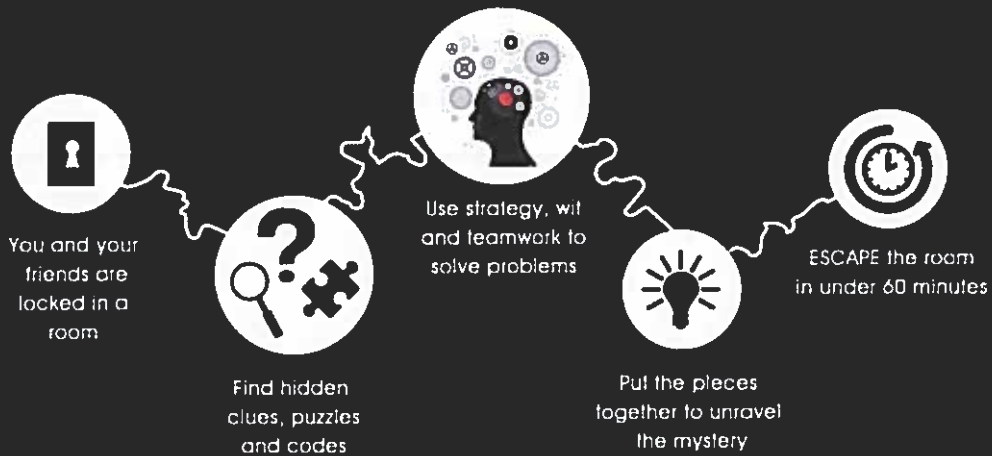 You and your
friends are
locked in a
room
Find hidden
clues, puzzles
and codes
Use strategy, wit
and teamwork to
solve problems
Put the pieces
together to unravel
the mystery
ESCAPE the room
in under 60 minutes